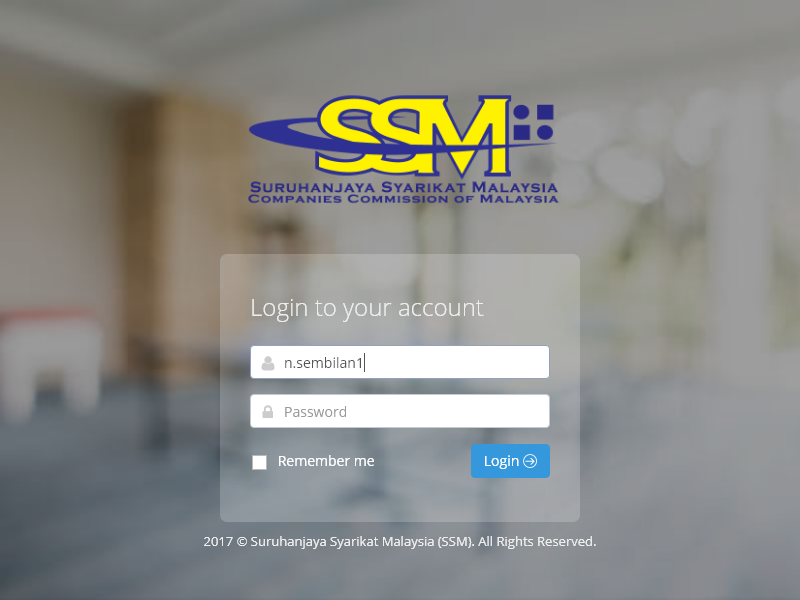 SSM
SURUHANJAYA SYARIKAT MALAYSIA
COMPANIES COMMISSION OF MALAYSIA
Login to your account
n.sembilan1
Password
Remember me
Login
2017 © Suruhanjaya Syarikat Malaysia (SSM). All Rights Reserved.